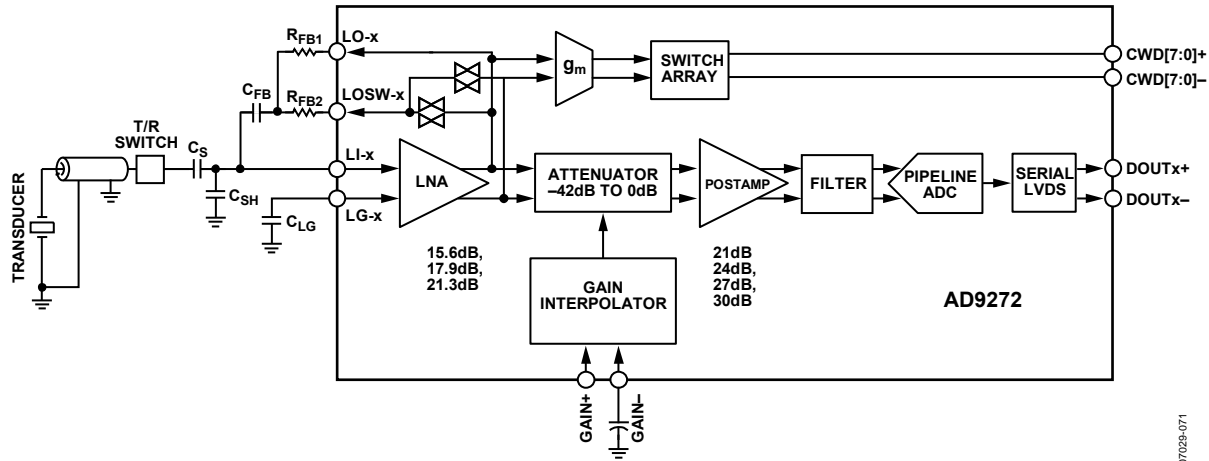 RFB1
LO-x
CFB
RFB2
LOSW-x
gm
SWITCH
ARRAY
CWD[7:0]+
CWD[7:0]–
T/R
SWITCH
CS
LI-x
LNA
ATTENUATOR
–42dB TO 0dB
POSTAMP
FILTER
PIPELINE
ADC
SERIAL
LVDS
DOUTx+
DOUTx–
TRANSDUCER
CSH
CLG
LG-x
15.6dB,
17.9dB,
21.3dB
GAIN
INTERPOLATOR
21dB
24dB,
27dB,
30dB
AD9272
GAIN+
GAIN–
07029-071